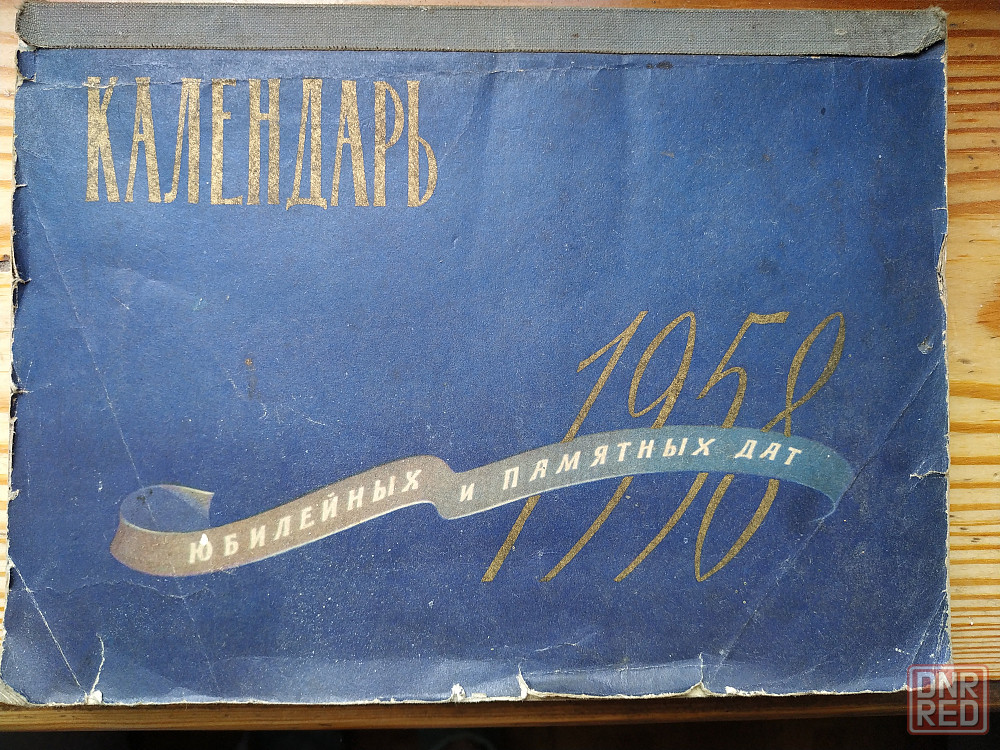 КАЛЕНДАРЬ
1958
ЮБИЛЕЙНЫХ И ПАМЯТНЫХ ДАТ
DNR
RED